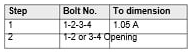 Step Bolt No. To dimension
1 1-2-3-4 1.05 A
2 1-2 or 3-4 Opening